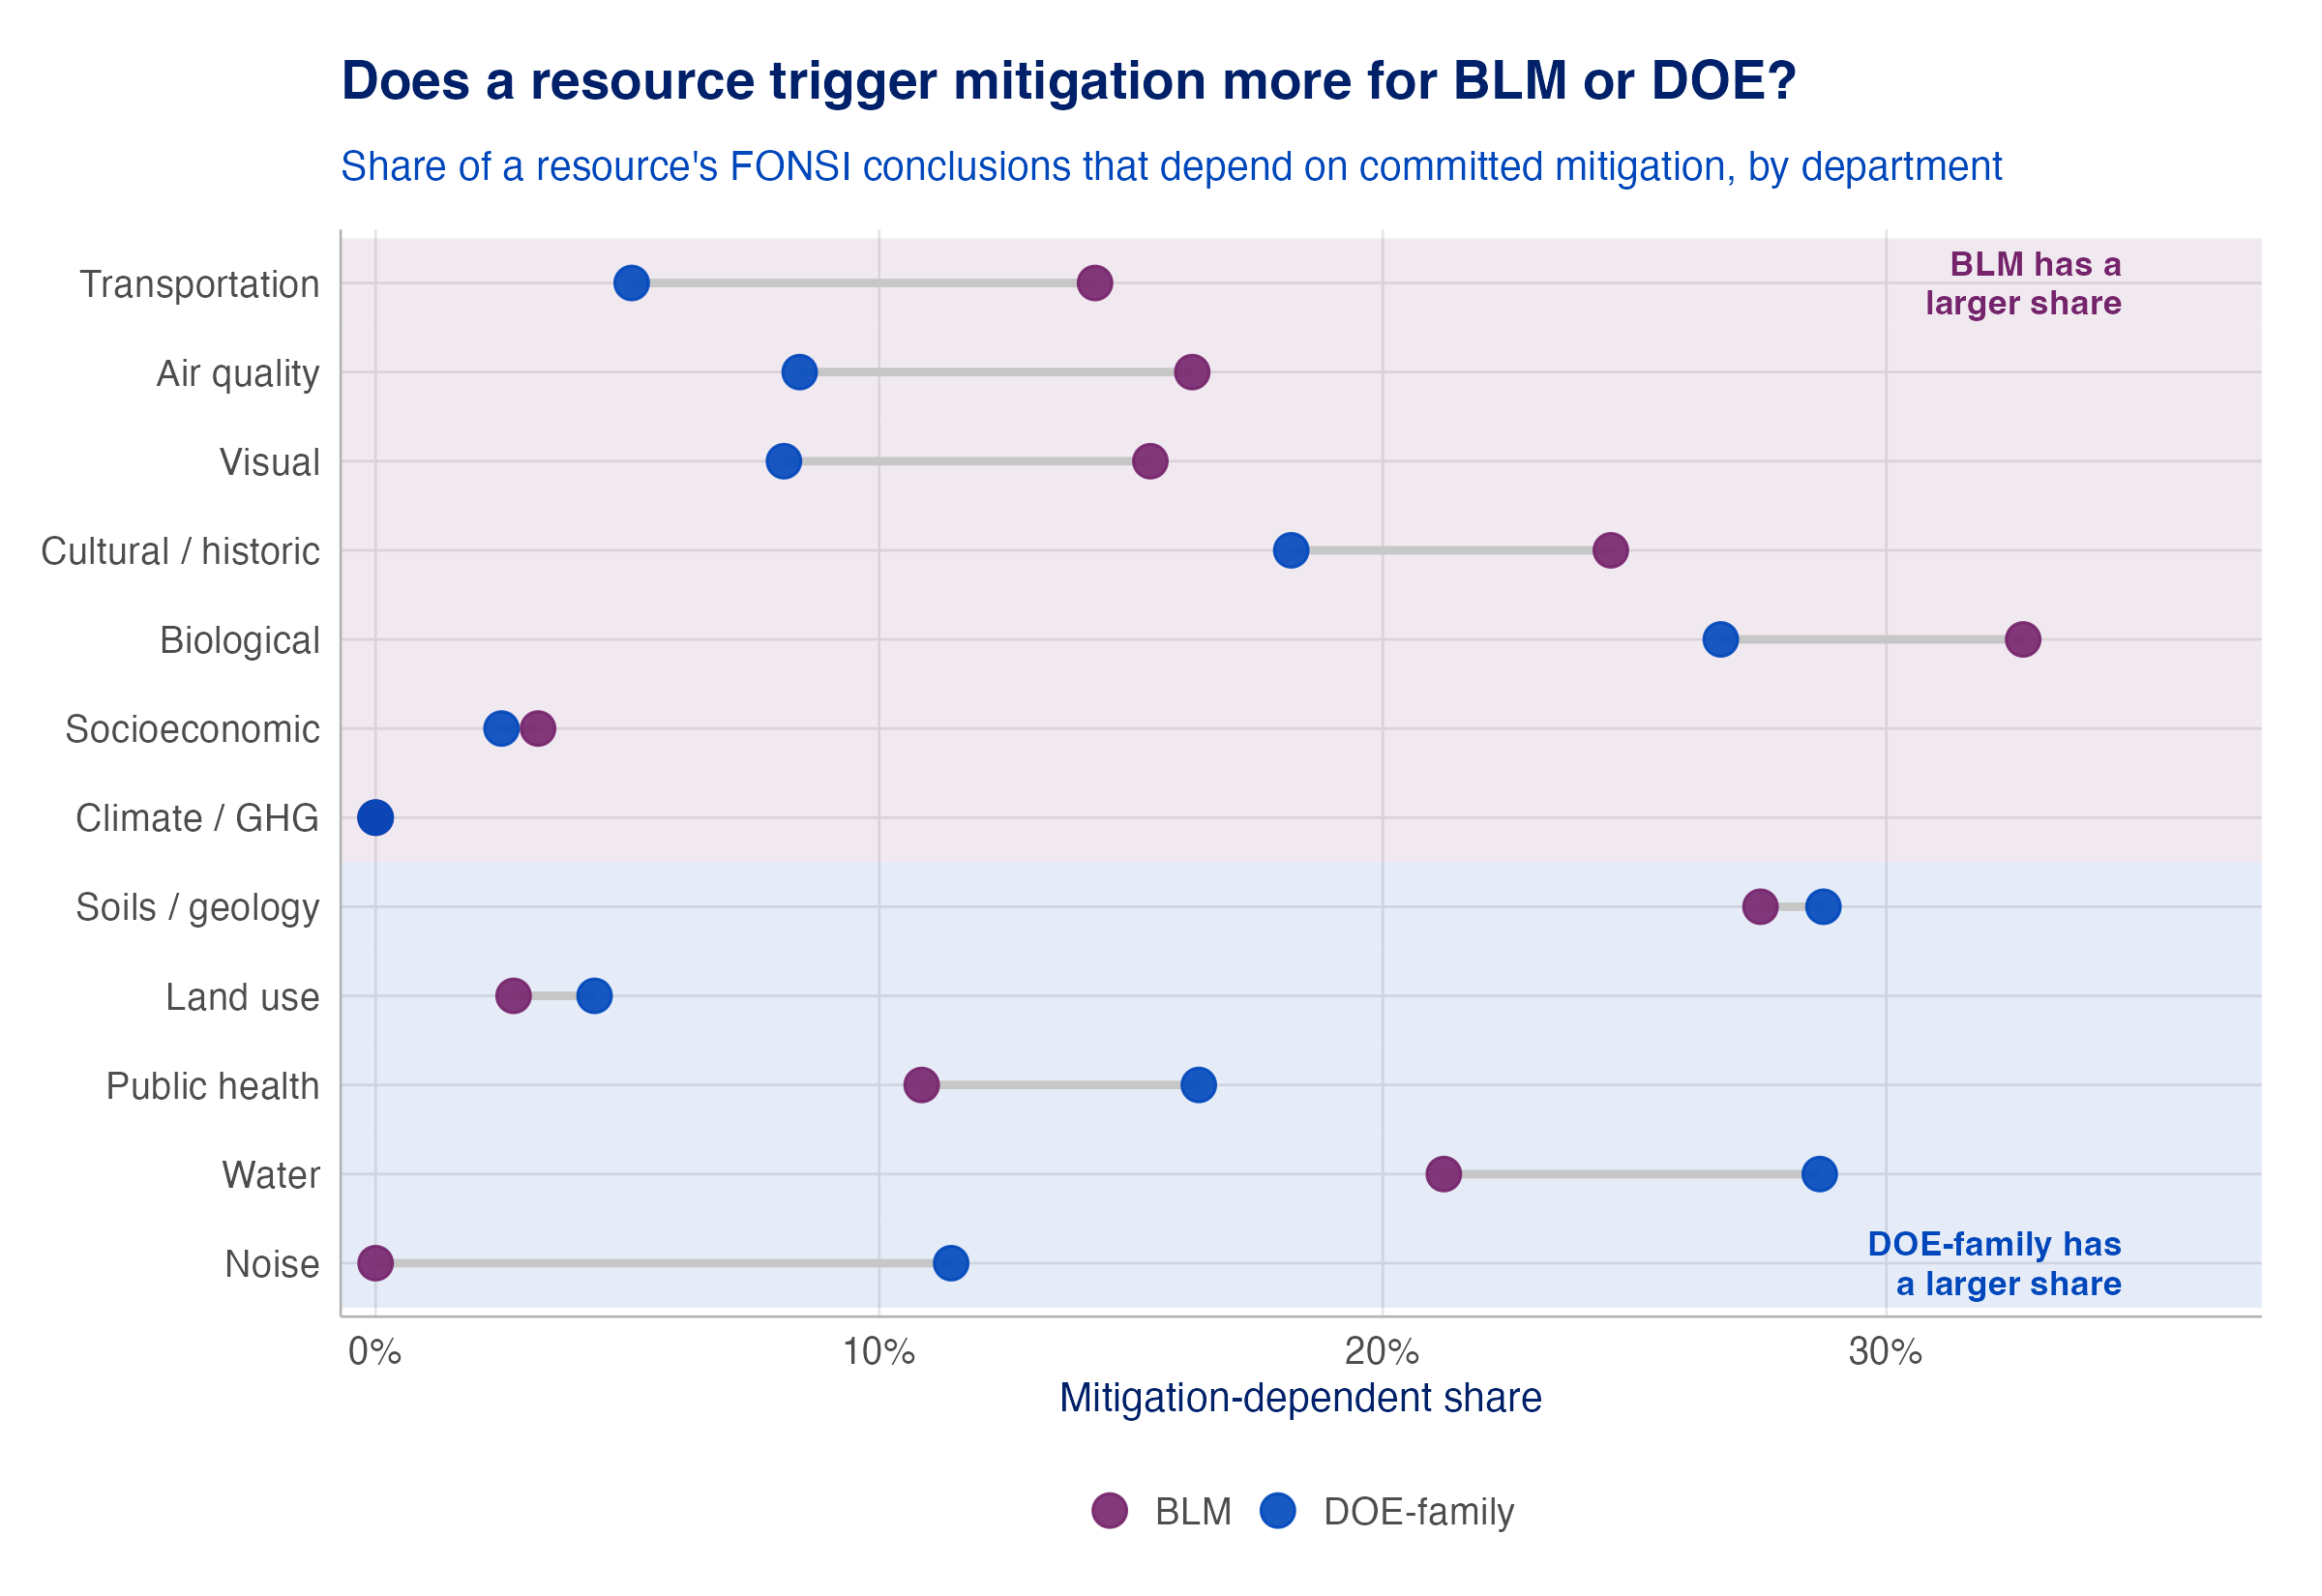 Does a resource trigger mitigation more for BLM or DOE?
Share of a resource's FONSI conclusions that depend on committed mitigation, by department
BLM has a
larger share
Transportation
Air quality
Visual
Cultural / historic
Biological
Socioeconomic
Climate / GHG
Soils / geology
Land use
Public health
Water
Noise
DOE-family has
a larger share
0% 10% 20% 30%
Mitigation-dependent share
BLM DOE-family